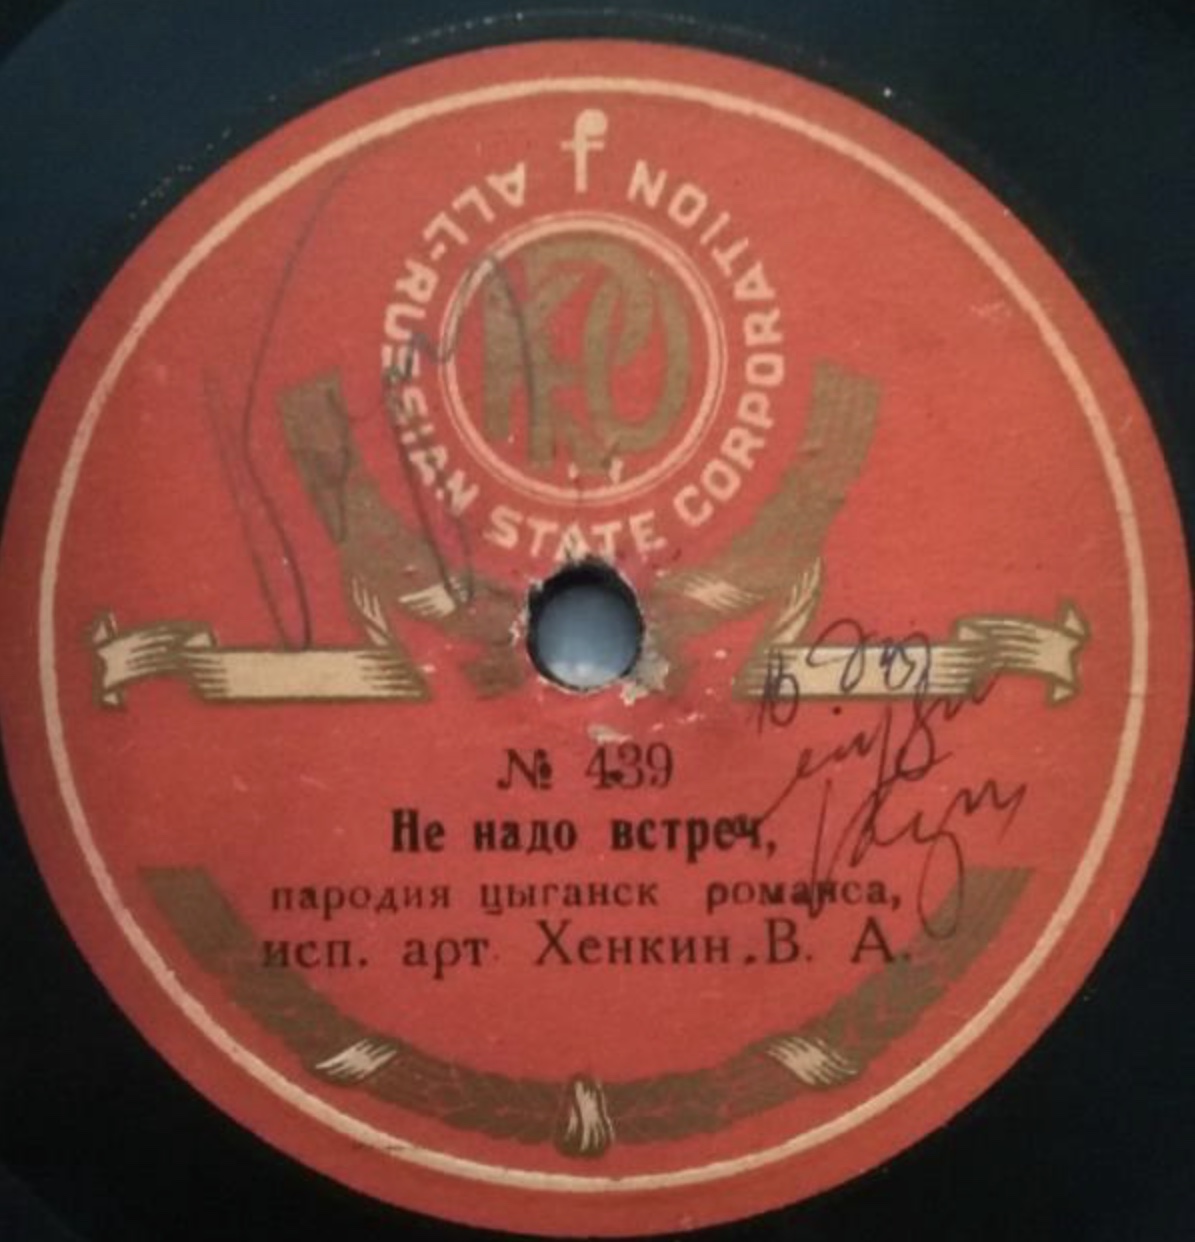 ALL-RUSSIAN STATE CORPORATION
№ 439
Не надо встреч,
пародия цыганск романса,
исп. арт. Хенкин.В. А.